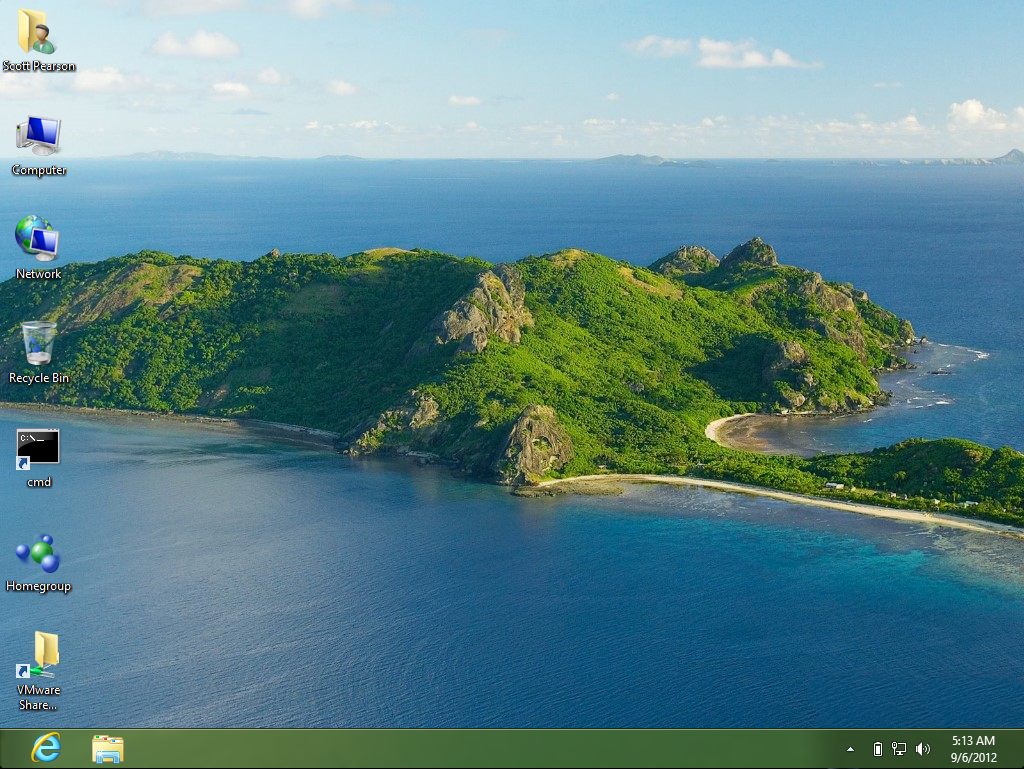 Scott Pearson
Computer
Network
Recycle Bin
C:\._
cmd
Homegroup
VMware
Share...
5:13 AM
9/6/2012